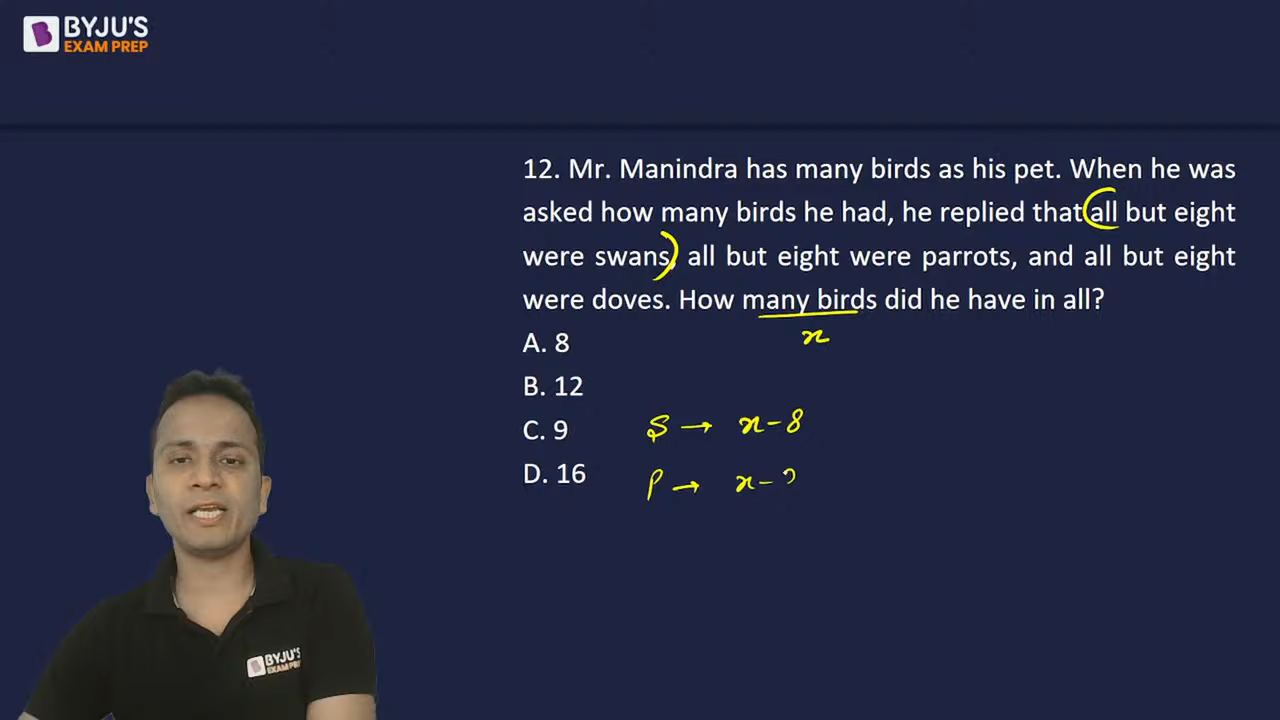 BYJU'S
EXAM PREP
12. Mr. Manindra has many birds as his pet. When he was
asked how many birds he had, he replied that all but eight
were swans, all but eight were parrots, and all but eight
were doves. How many birds did he have in all?
x
A. 8
B. 12
C. 9
S → x-8
D. 16
P → x-
BYJU'S
EXAM PREP